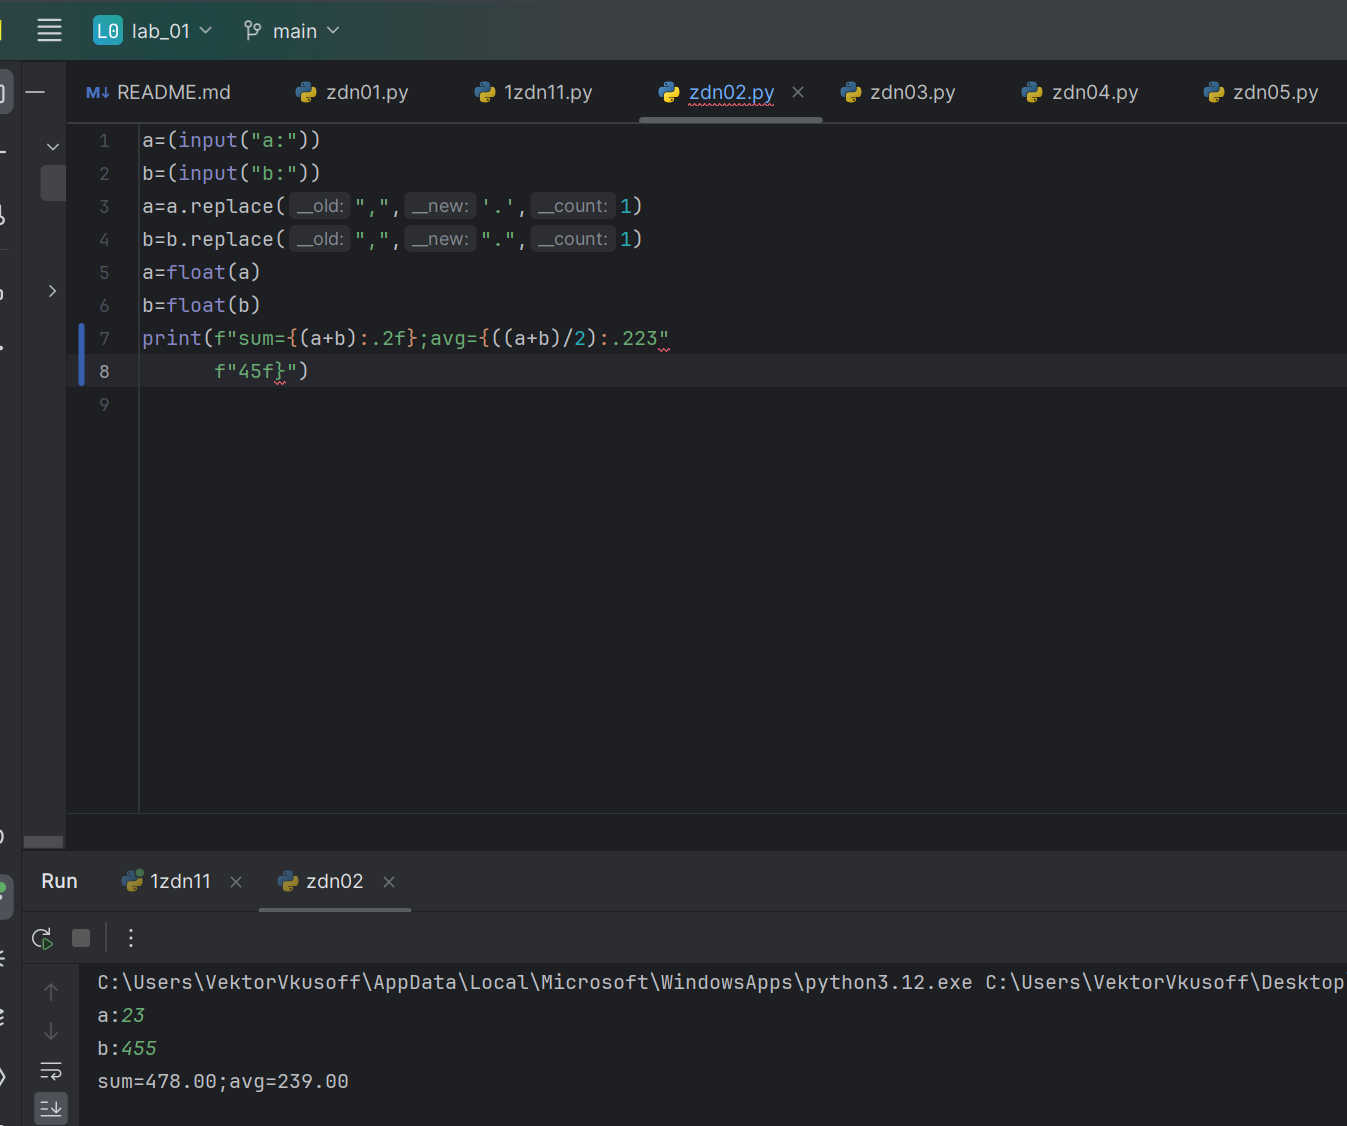 L0 lab_01 main
README.md zdn01.py 1zdn11.py zdn02.py zdn03.py zdn04.py zdn05.py
1 a=(input("a:"))
2 b=(input("b:"))
3 a=a.replace( __old: ",", __new: '.', __count: 1)
4 b=b.replace( __old: ",", __new: ".", __count: 1)
5 a=float(a)
6 b=float(b)
7 print(f"sum={(a+b):.2f};avg={((a+b)/2):.223"
8 f"45f}")
9
Run 1zdn11 zdn02
C:\Users\VektorVkusoff\AppData\Local\Microsoft\WindowsApps\python3.12.exe C:\Users\VektorVkusoff\Desktop
a:23
b:455
sum=478.00;avg=239.00